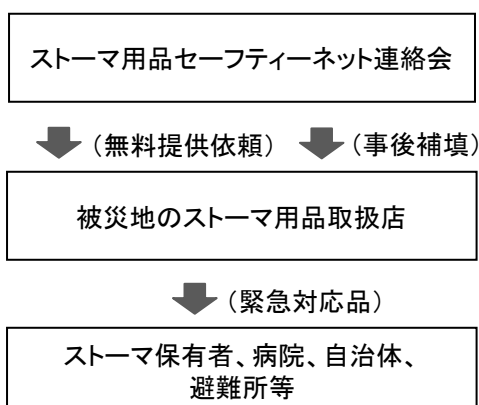 ストーマ用品セーフティーネット連絡会
（無料提供依頼） （事後補填）
被災地のストーマ用品取扱店
（緊急対応品）
ストーマ保有者、病院、自治体、
避難所等